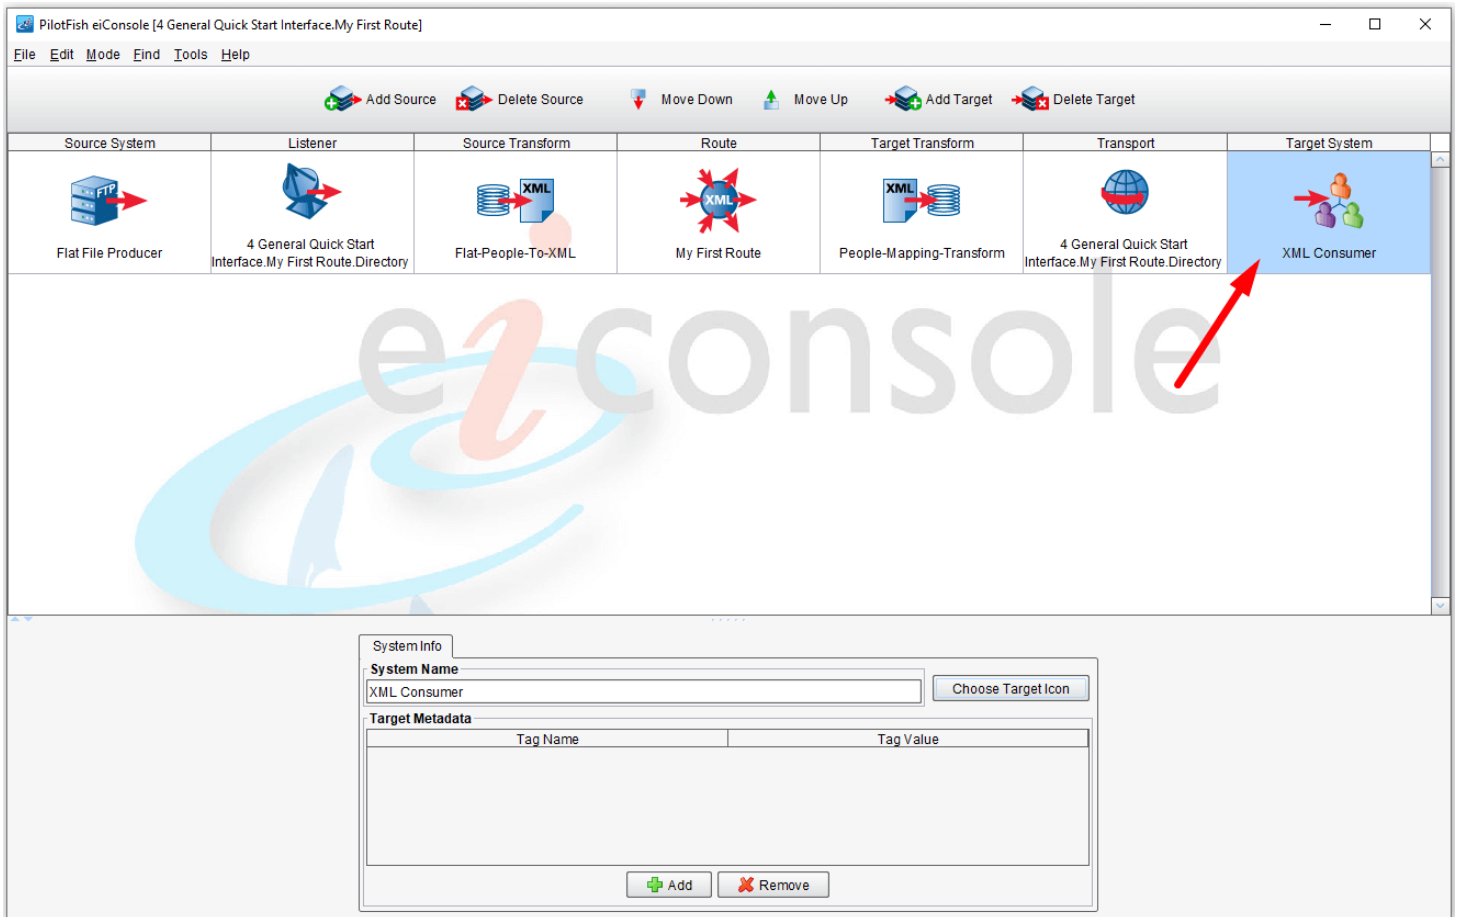 PilotFish eiConsole [4 General Quick Start Interface.My First Route]
File Edit Mode Find Tools Help
Add Source Delete Source Move Down Move Up Add Target Delete Target
Source System Listener Source Transform Route Target Transform Transport Target System
FTP XML XML XML
Flat File Producer
4 General Quick Start
Interface.My First Route.Directory
Flat-People-To-XML
My First Route
People-Mapping-Transform
4 General Quick Start
Interface.My First Route.Directory
XML Consumer
eiconsole
System Info
System Name
XML Consumer
Choose Target Icon
Target Metadata
Tag Name Tag Value
Add Remove